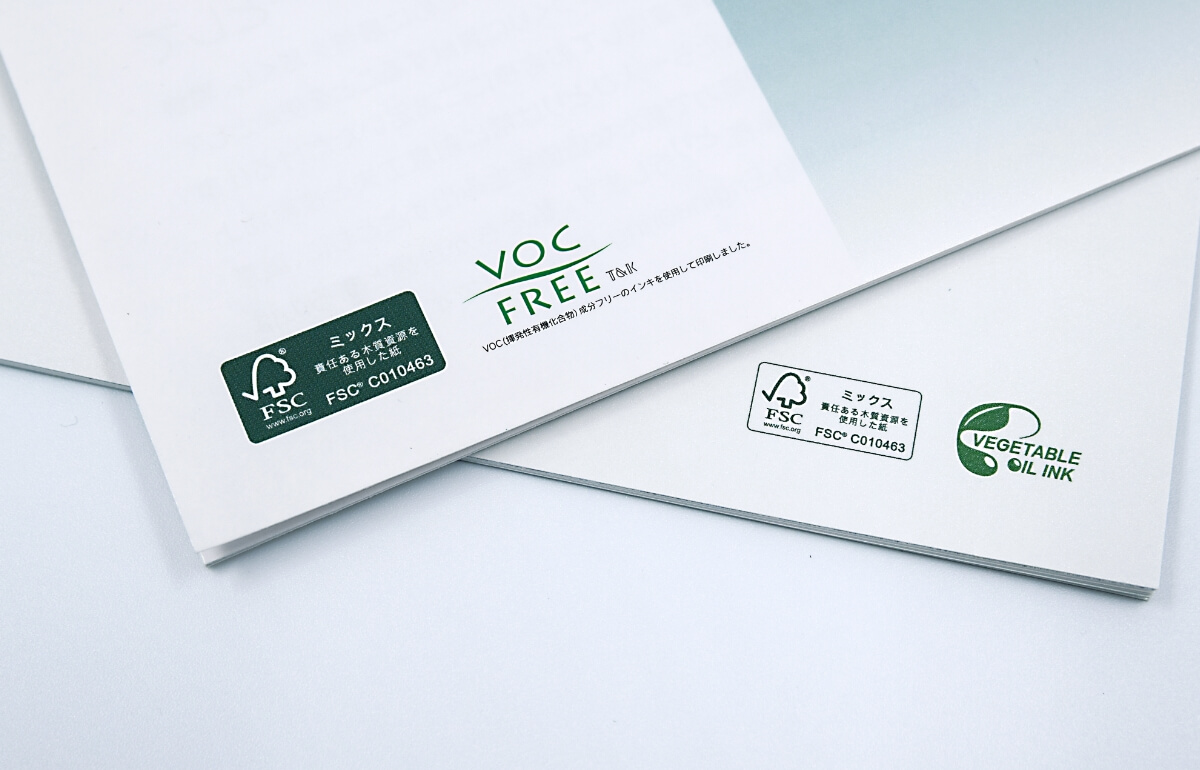 VOC
FREE T&K
VOC(揮発性有機化合物)成分フリーのインキを使用して印刷しました。
ミックス
責任ある木質資源を
使用した紙
FSC® C010463
®
FSC
www.fsc.org
ミックス
責任ある木質資源を
使用した紙
FSC® C010463
®
FSC
www.fsc.org
VEGETABLE
OIL INK